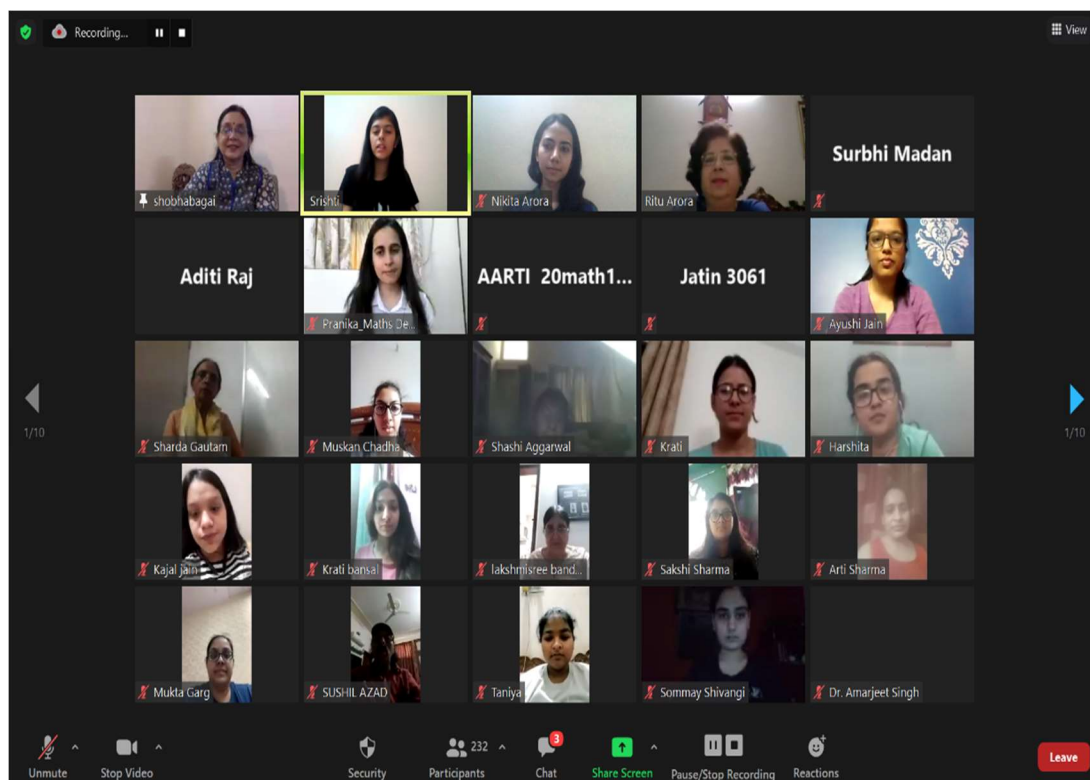 Recording...
View
shobhabagai
Srishti
Nikita Arora
Ritu Arora
Surbhi Madan
Aditi Raj
Pranika_Maths De...
AARTI 20math1...
Jatin 3061
Ayushi Jain
Sharda Gautam
Muskan Chadha
Shashi Aggarwal
Krati
Harshita
1/10
1/10
Kajal jain
Krati bansal
lakshmisree band...
Sakshi Sharma
Arti Sharma
Mukta Garg
SUSHIL AZAD
Taniya
Sommay Shivangi
Dr. Amarjeet Singh
232
3
Unmute
Stop Video
Security
Participants
Chat
Share Screen
Pause/Stop Recording
Reactions
Leave